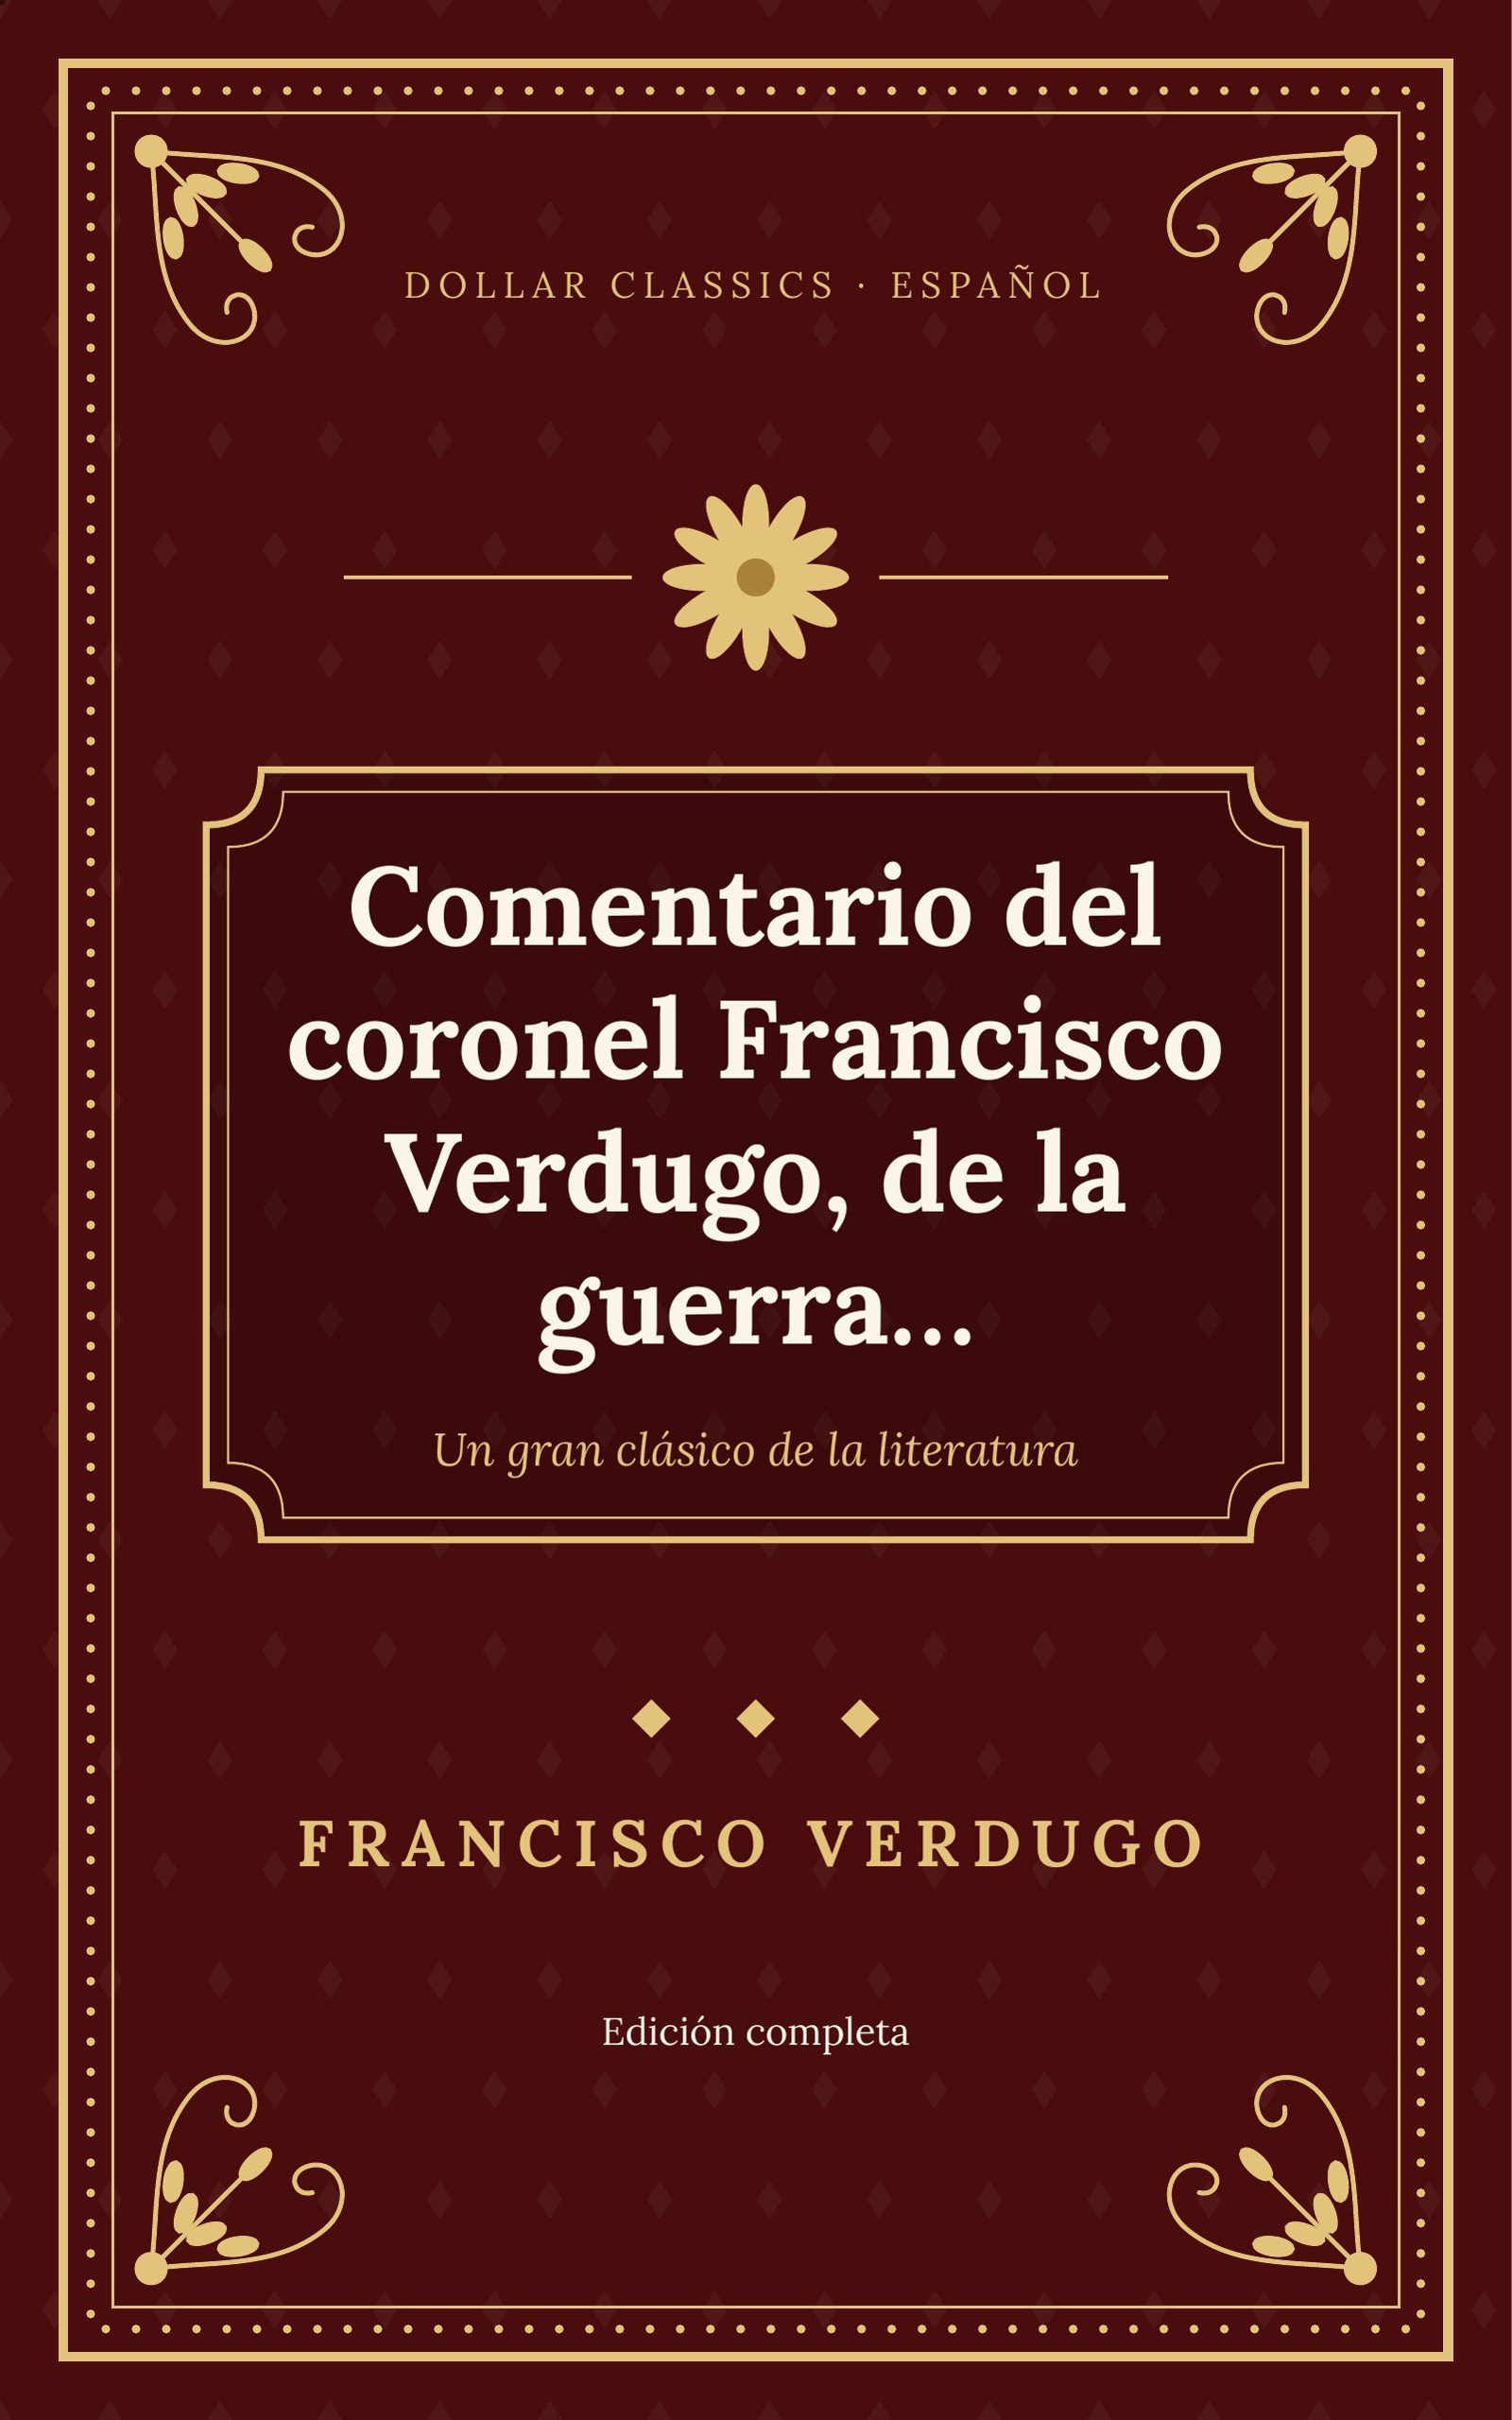 DOLLAR CLASSICS · ESPAÑOL
Comentario del
coronel Francisco
Verdugo, de la
guerra...
Un gran clásico de la literatura
FRANCISCO VERDUGO
Edición completa